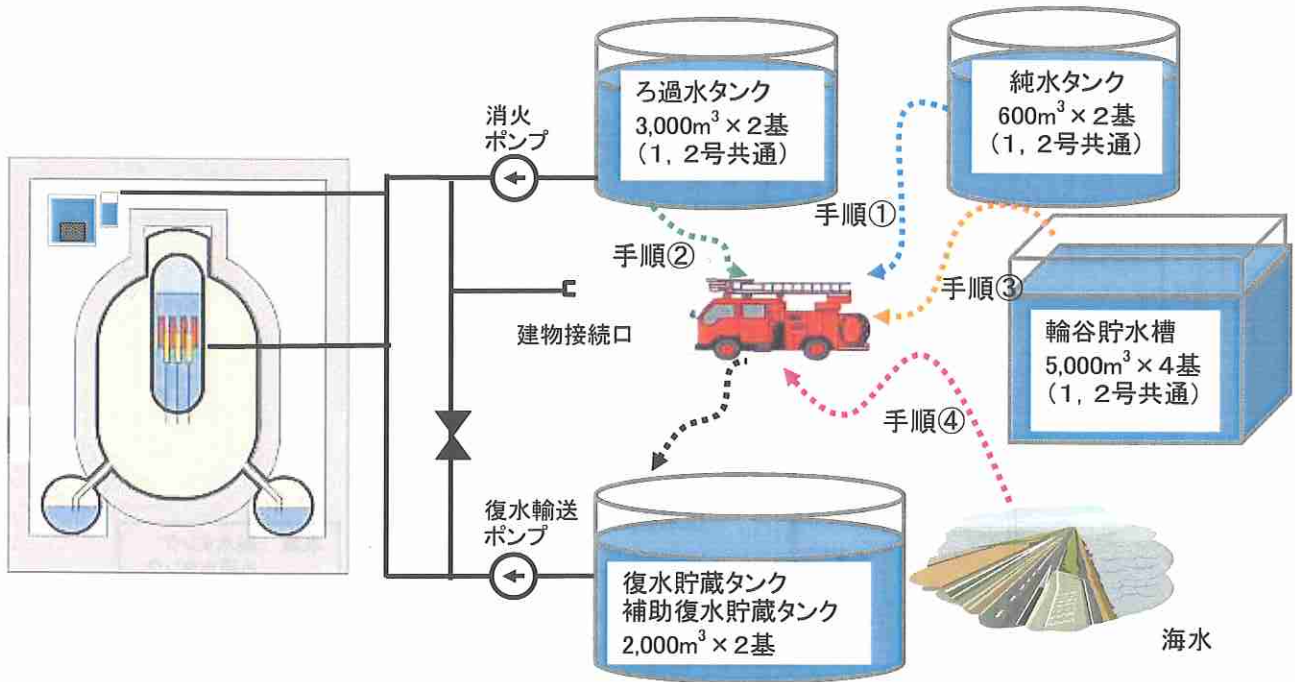 ろ過水タンク
3,000m³×2基
(1, 2号共通)
純水タンク
600m³×2基
(1, 2号共通)
消火
ポンプ
手順①
手順②
手順③
建物接続口
輪谷貯水槽
5,000m³×4基
(1, 2号共通)
手順④
復水輸送
ポンプ
復水貯蔵タンク
補助復水貯蔵タンク
2,000m³×2基
海水